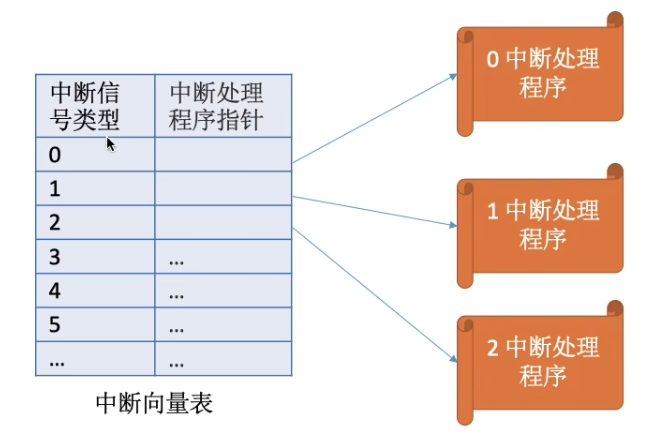 中断信
号类型
中断处理
程序指针
0
1
2
3
...
4
...
5
...
...
...
中断向量表
0 中断处理
程序
1 中断处理
程序
2 中断处理
程序